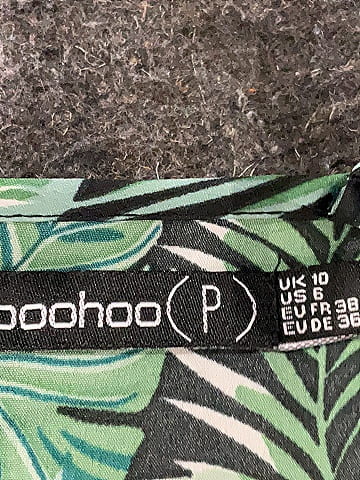 boohoo (P)
UK 10
US 6
EU FR 38
EU DE 36